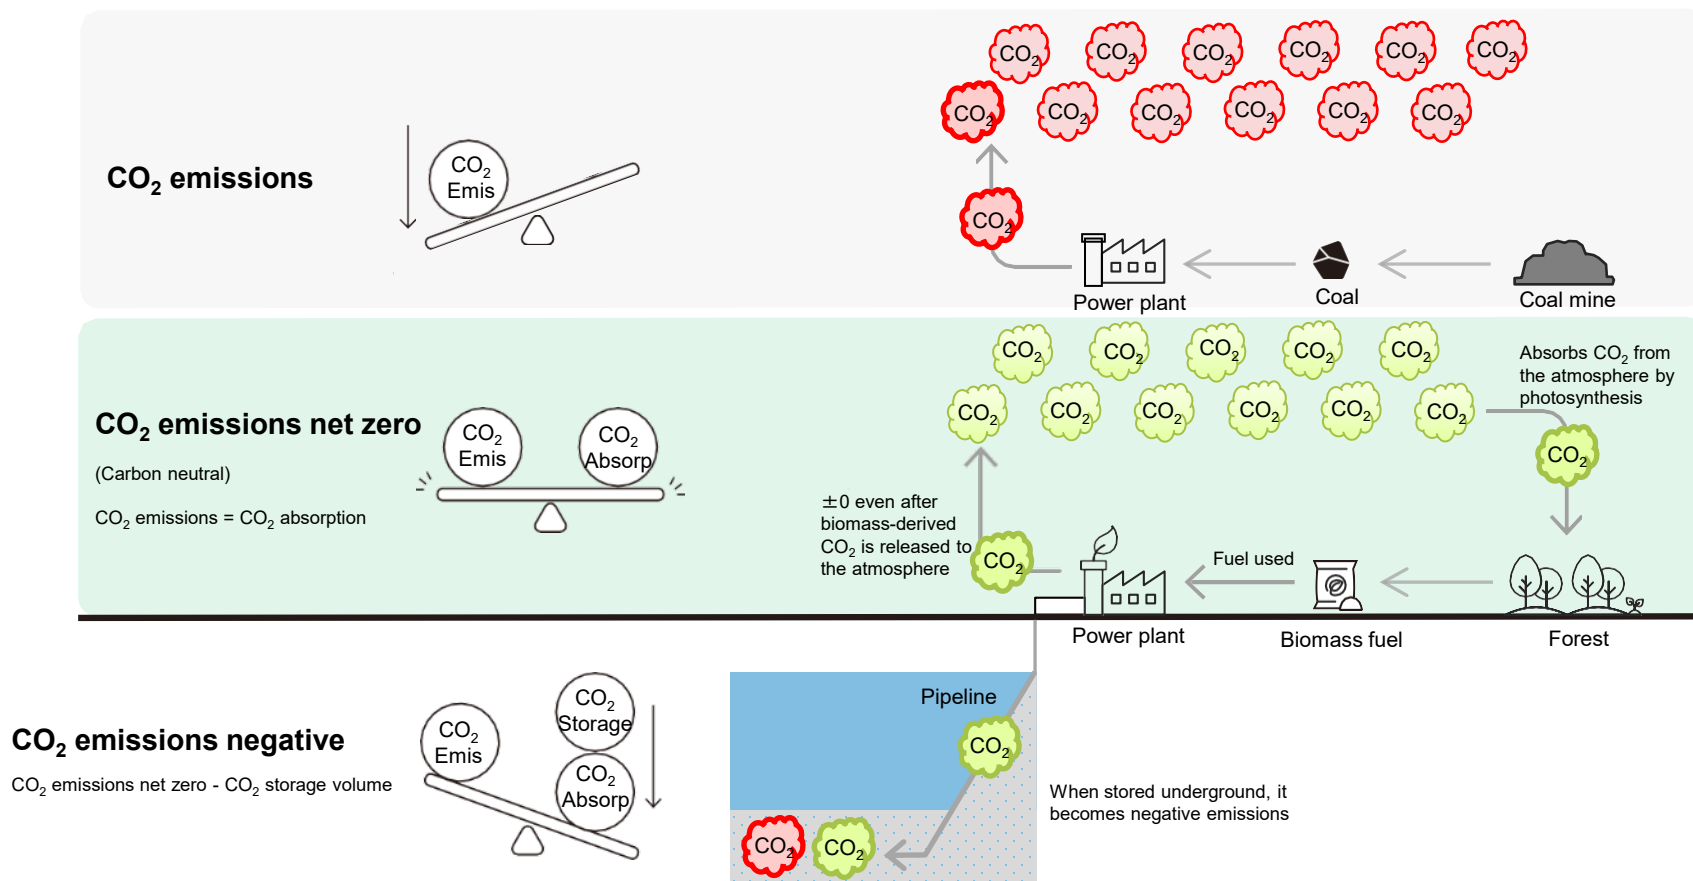 CO₂ emissions
CO₂
Emis
CO₂
CO₂
CO₂
CO₂
CO₂
CO₂
CO₂
CO₂
CO₂
CO₂
CO₂
CO₂
CO₂
Power plant
Coal
Coal mine
CO₂ emissions net zero
(Carbon neutral)
CO₂ emissions = CO₂ absorption
CO₂
Emis
CO₂
Absorp
CO₂
CO₂
CO₂
CO₂
CO₂
CO₂
CO₂
CO₂
CO₂
CO₂
CO₂
Absorbs CO₂ from
the atmosphere by
photosynthesis
CO₂
±0 even after
biomass-derived
CO₂ is released to
the atmosphere
CO₂
Fuel used
Power plant
Biomass fuel
Forest
CO₂ emissions negative
CO₂ emissions net zero - CO₂ storage volume
CO₂
Emis
CO₂
Storage
CO₂
Absorp
Pipeline
CO₂
CO₂
CO₂
When stored underground, it
becomes negative emissions